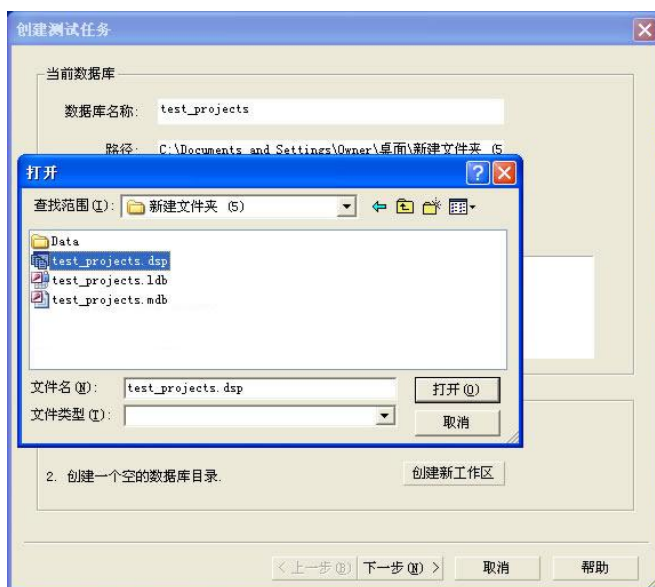 创建测试任务
当前数据库
数据库名称: test_projects
路径: C:\Documents and Settings\Owner\桌面\新建文件夹 (5
打开
查找范围(I): 新建文件夹 (5)
Data
test_projects.dsp
test_projects.ldb
test_projects.mdb
文件名(N): test_projects.dsp 打开(O)
文件类型(T): 取消
2. 创建一个空的数据库目录. 创建新工作区
< 上一步(B) 下一步(N) > 取消 帮助